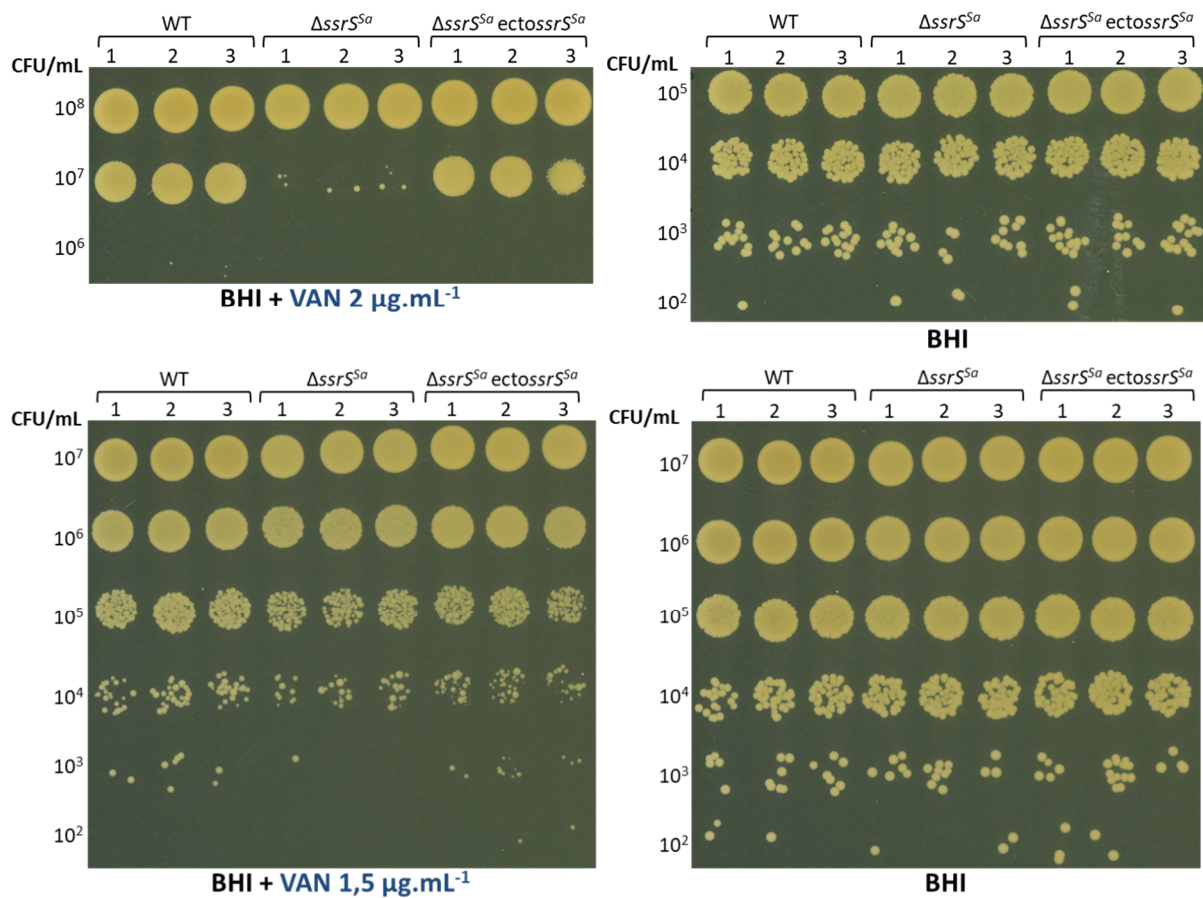 WT ΔssrSˢᵃ ΔssrSˢᵃ ectossrSˢᵃ
1 2 3 1 2 3 1 2 3
CFU/mL
10⁸
10⁷
10⁶
BHI + VAN 2 µg.mL⁻¹
WT ΔssrSˢᵃ ΔssrSˢᵃ ectossrSˢᵃ
1 2 3 1 2 3 1 2 3
10⁵
10⁴
10³
10²
BHI
WT ΔssrSˢᵃ ΔssrSˢᵃ ectossrSˢᵃ
1 2 3 1 2 3 1 2 3
CFU/mL
10⁷
10⁶
10⁵
10⁴
10³
10²
BHI + VAN 1,5 µg.mL⁻¹
WT ΔssrSˢᵃ ΔssrSˢᵃ ectossrSˢᵃ
1 2 3 1 2 3 1 2 3
CFU/mL
10⁷
10⁶
10⁵
10⁴
10³
10²
BHI